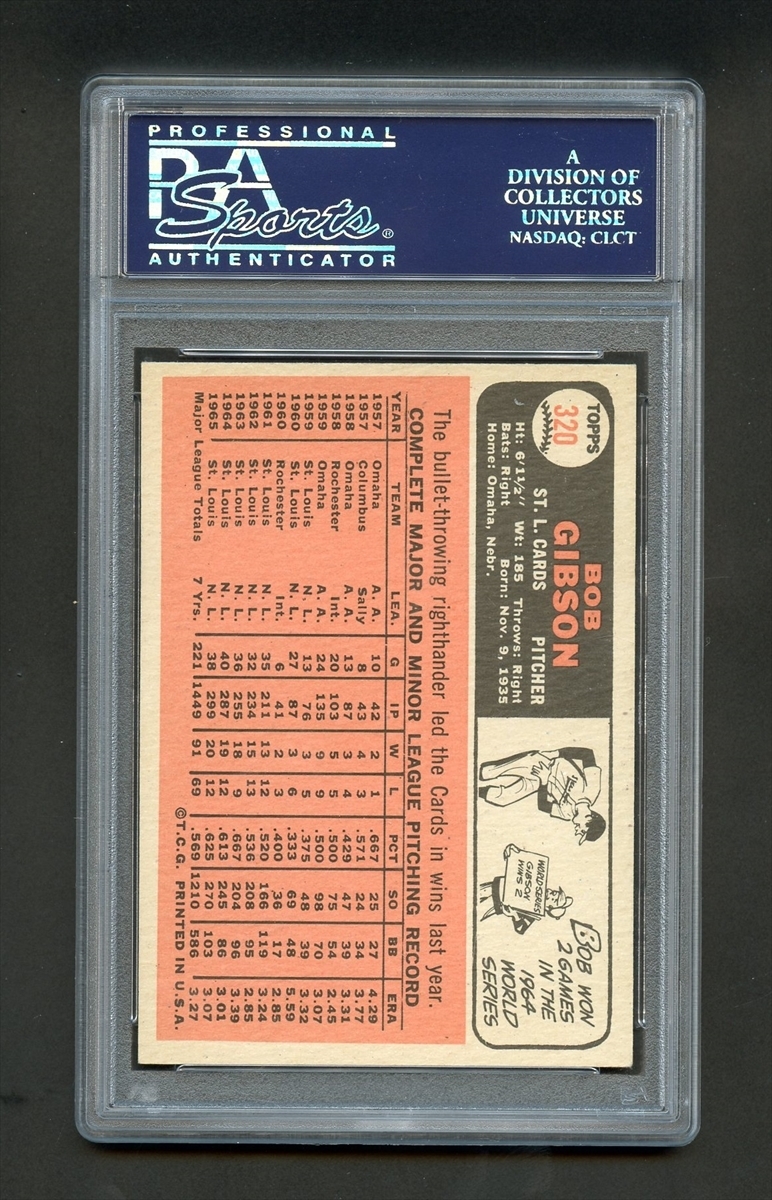 PROFESSIONAL
PSA
Sports®
AUTHENTICATOR
A
DIVISION OF
COLLECTORS
UNIVERSE
NASDAQ: CLCT
TOPPS
320
BOB
GIBSON
ST. L. CARDS PITCHER
Ht: 6'1½" Wt: 185 Throws: Right
Bats: Right Born: Nov. 9, 1935
Home: Omaha, Nebr.
WORLD SERIES
GIBSON
WINS 2
BOB WON
2 GAMES
IN THE
1964
WORLD
SERIES
The bullet-throwing righthander led the Cards in wins last year.
COMPLETE MAJOR AND MINOR LEAGUE PITCHING RECORD
YEAR TEAM LEA. G IP W L PCT SO BB ERA
1957 Omaha A. A. 10 42 2 1 .667 25 27 4.29
1957 Columbus Sally 8 43 4 3 .571 24 34 3.77
1958 Omaha A. A. 13 87 3 4 .429 47 39 3.31
1958 Rochester Int. 20 103 5 5 .500 75 54 2.45
1959 Omaha A. A. 24 135 9 9 .500 98 70 3.07
1959 St. Louis N. L. 13 76 3 5 .375 48 39 3.32
1960 St. Louis N. L. 27 87 3 6 .333 69 48 5.59
1960 Rochester Int. 6 41 2 3 .400 36 17 2.85
1961 St. Louis N. L. 35 211 13 12 .520 166 119 3.24
1962 St. Louis N. L. 32 234 15 13 .536 208 95 2.85
1963 St. Louis N. L. 36 255 18 9 .667 204 96 3.39
1964 St. Louis N. L. 40 287 19 12 .613 245 86 3.01
1965 St. Louis N. L. 38 299 20 12 .625 270 103 3.07
Major League Totals 7 Yrs. 221 1449 91 69 .569 1210 586 3.27
©T.C.G. PRINTED IN U.S.A.